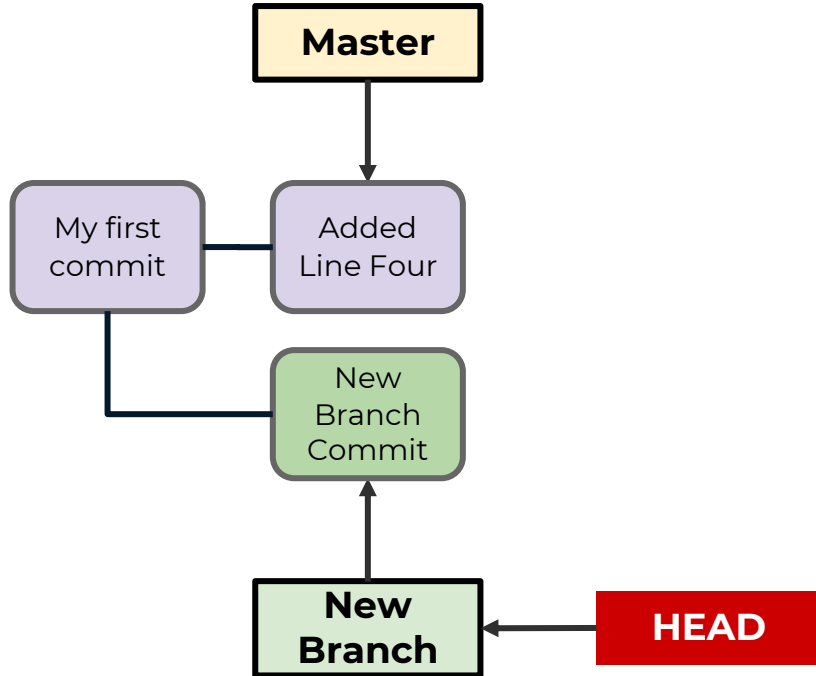 Master
My first
commit
Added
Line Four
New
Branch
Commit
New
Branch
HEAD